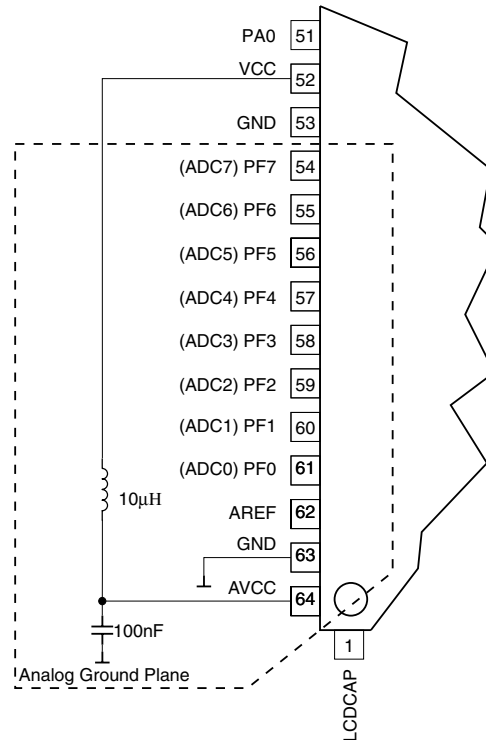 PA0 51
VCC 52
GND 53
(ADC7) PF7 54
(ADC6) PF6 55
(ADC5) PF5 56
(ADC4) PF4 57
(ADC3) PF3 58
(ADC2) PF2 59
(ADC1) PF1 60
(ADC0) PF0 61
10μH
AREF 62
GND 63
AVCC 64
100nF
1
Analog Ground Plane
LCDCAP